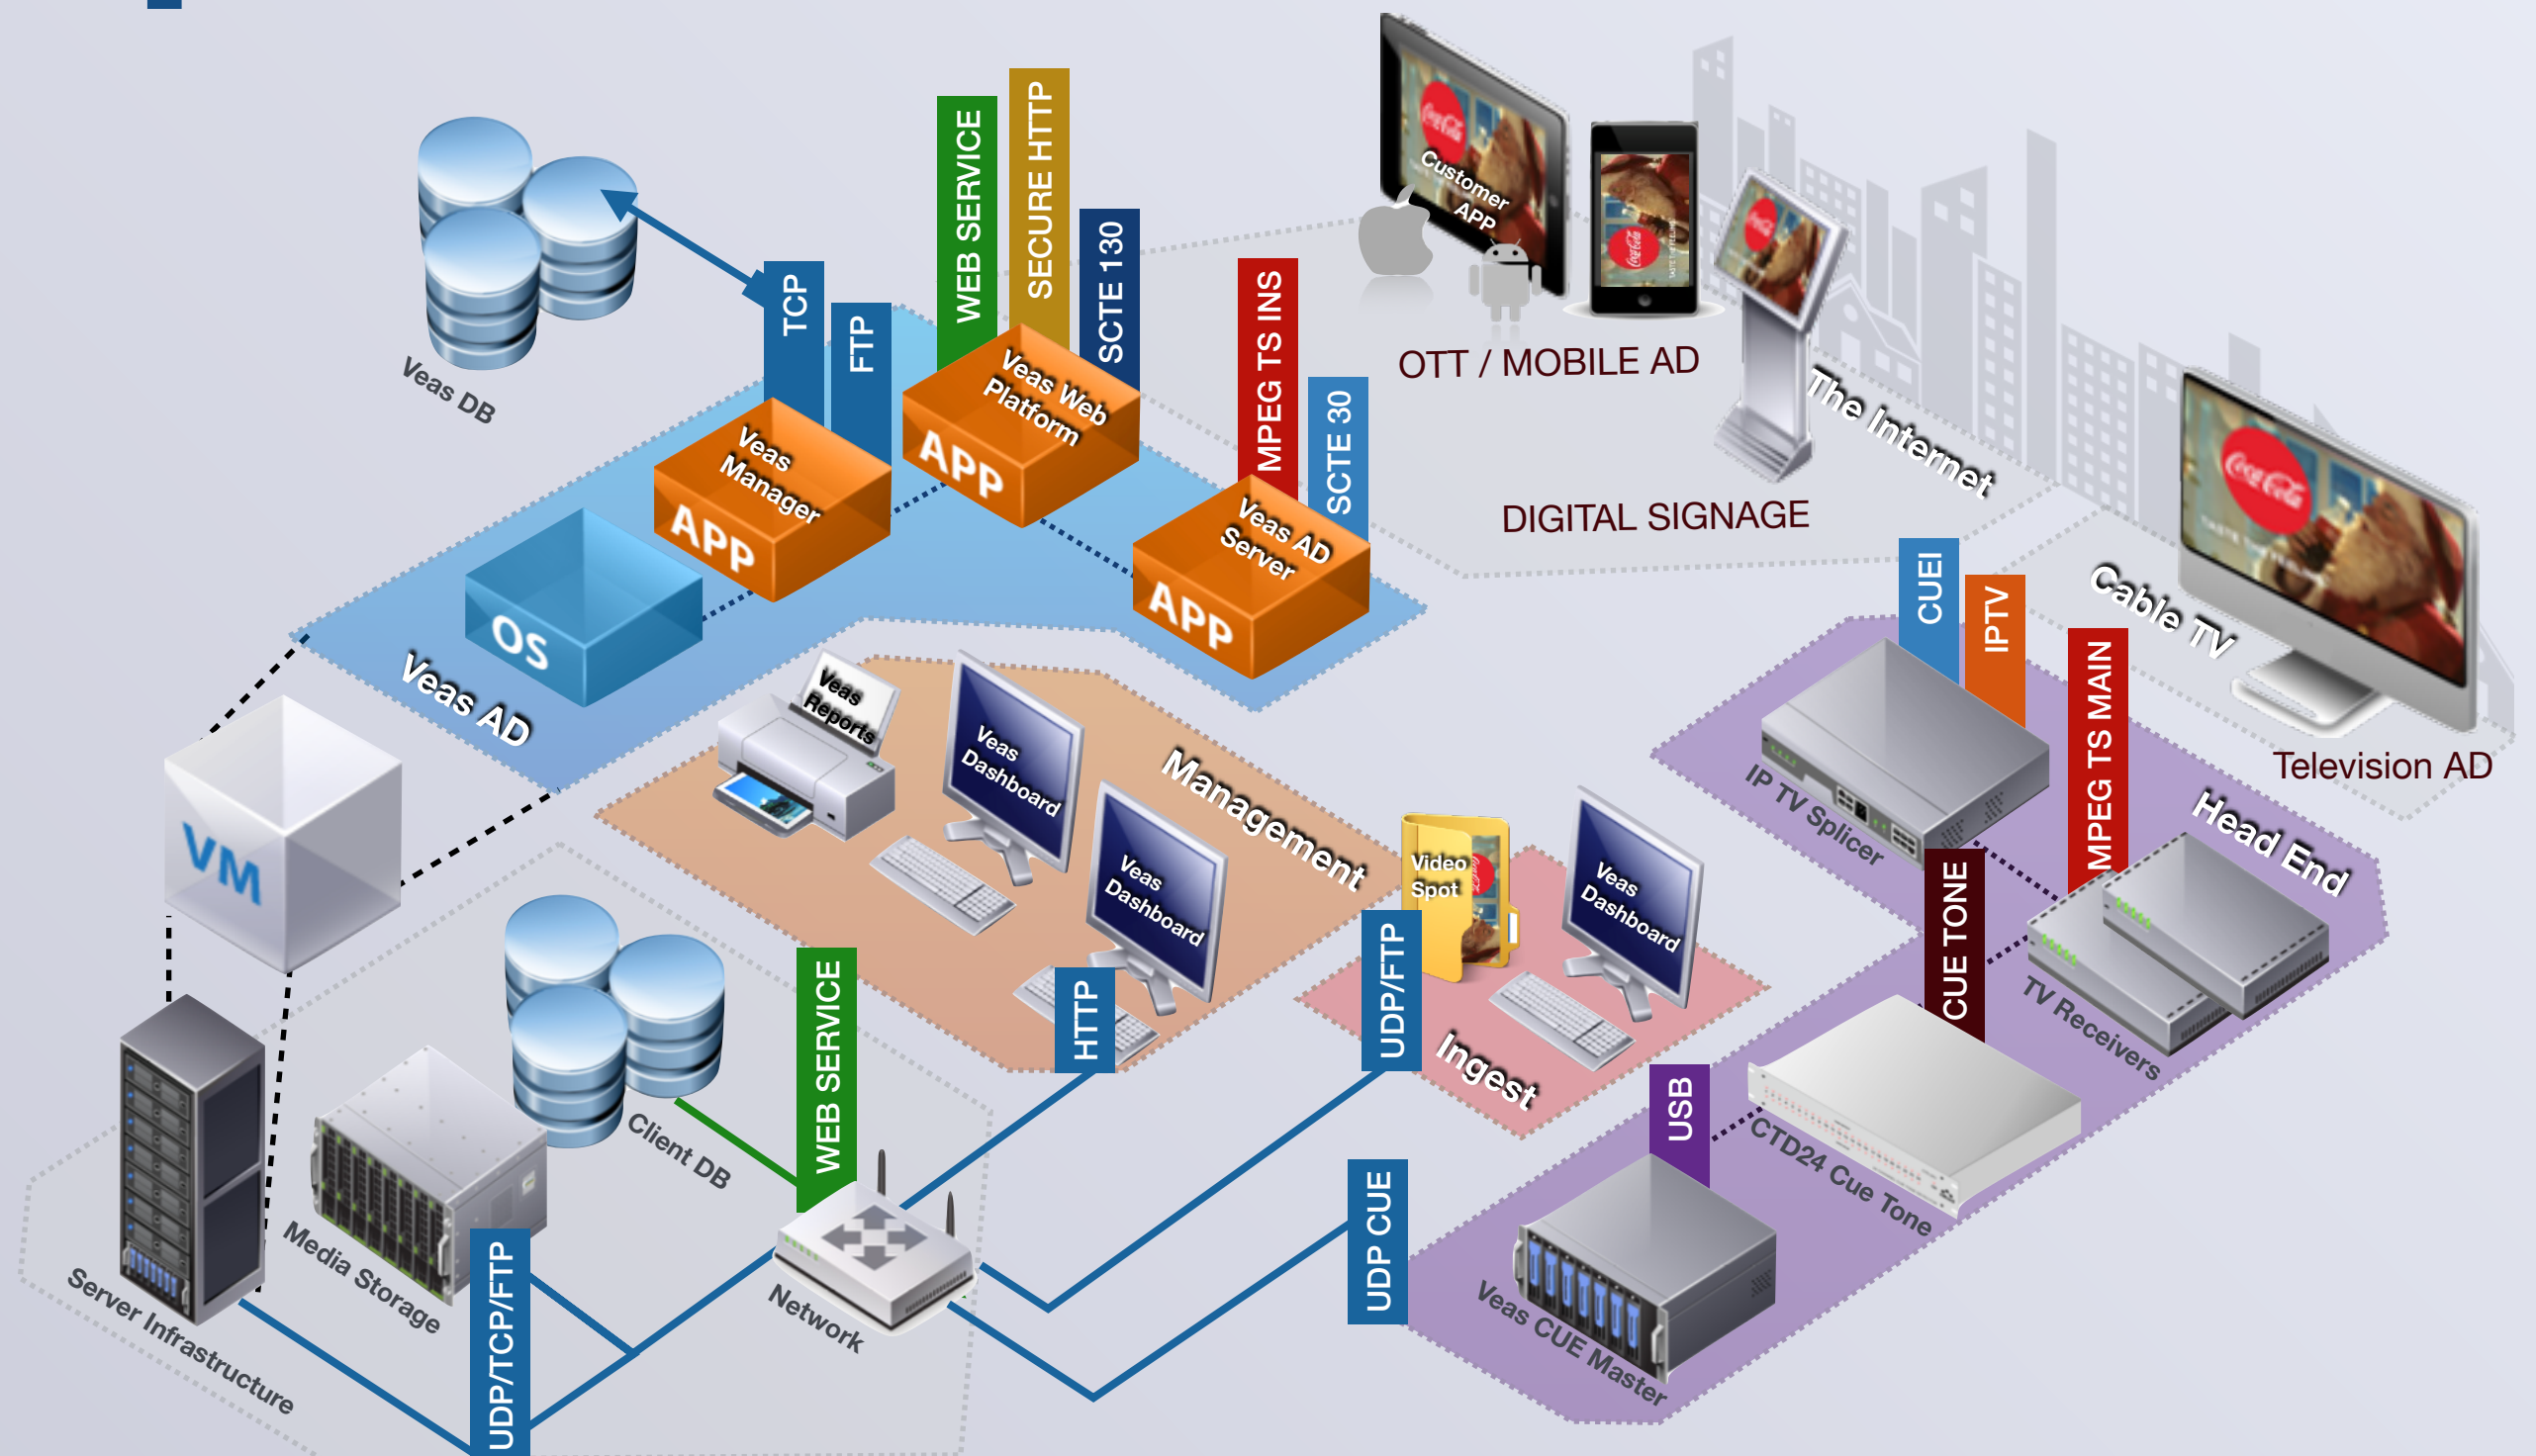 WEB SERVICE
SECURE HTTP
SCTE 130
Coca-Cola
Customer
APP
TCP
FTP
MPEG TS INS
SCTE 30
OTT / MOBILE AD
The Internet
DIGITAL SIGNAGE
Veas DB
Veas Web
Platform
APP
Veas
Manager
APP
Veas AD
Server
APP
OS
Veas AD
Coca-Cola
Cable TV
Television AD
CUEI
IPTV
MPEG TS MAIN
IP TV Splicer
Head End
Veas
Reports
Veas
Dashboard
Veas
Dashboard
Management
Video
Spot
Veas
Dashboard
VM
CUE TONE
TV Receivers
WEB SERVICE
HTTP
UDP/FTP
Ingest
USB
CTD24 Cue Tone
Client DB
UDP CUE
Veas CUE Master
Media Storage
Server Infrastructure
UDP/TCP/FTP
Network